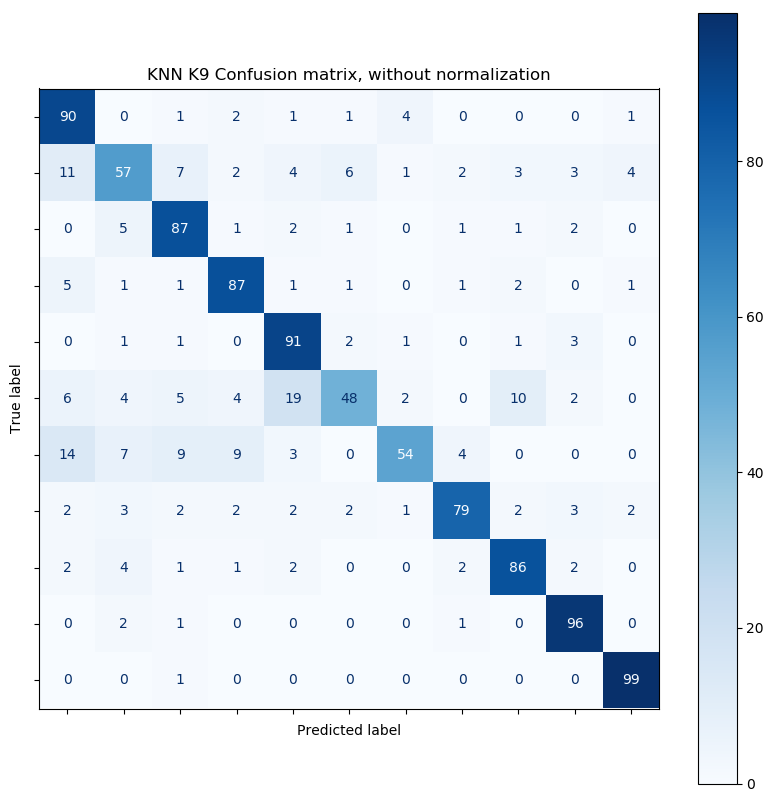 KNN K9 Confusion matrix, without normalization
90 0 1 2 1 1 4 0 0 0 1
11 57 7 2 4 6 1 2 3 3 4
0 5 87 1 2 1 0 1 1 2 0
5 1 1 87 1 1 0 1 2 0 1
0 1 1 0 91 2 1 0 1 3 0
6 4 5 4 19 48 2 0 10 2 0
14 7 9 9 3 0 54 4 0 0 0
2 3 2 2 2 2 1 79 2 3 2
2 4 1 1 2 0 0 2 86 2 0
0 2 1 0 0 0 0 1 0 96 0
0 0 1 0 0 0 0 0 0 0 99
True label
Predicted label
80
60
40
20
0